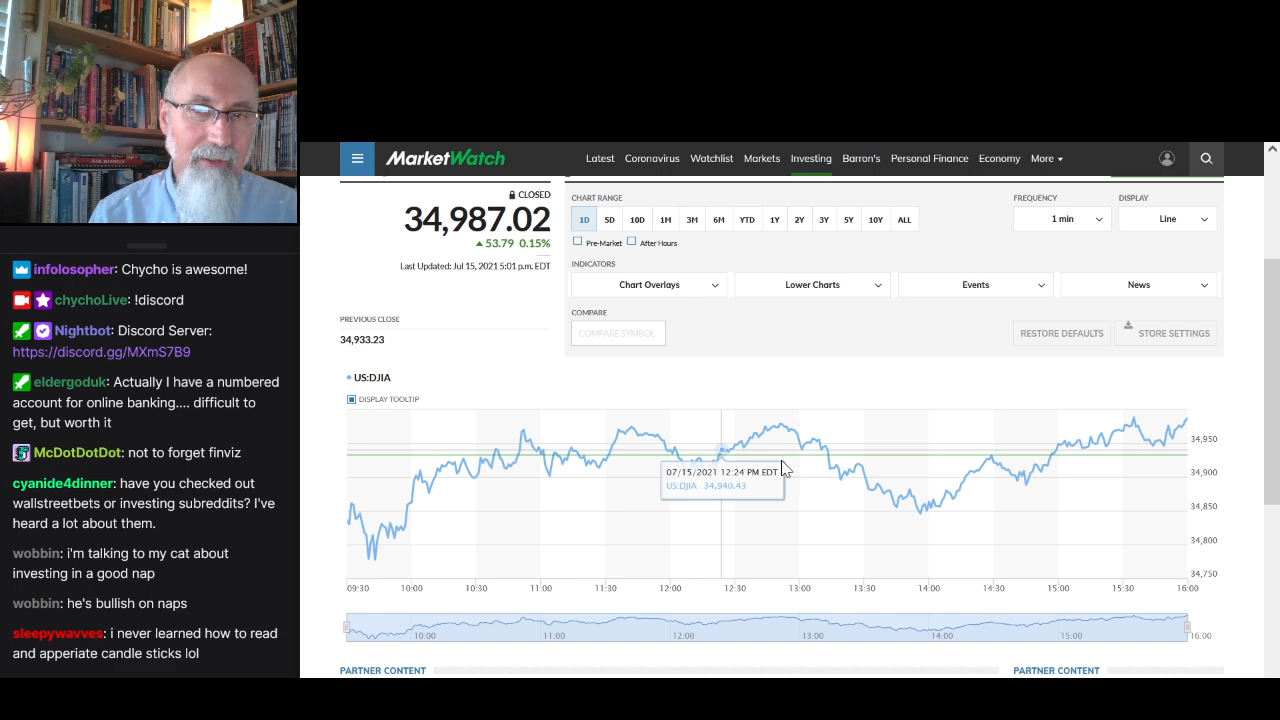 infolosopher: Chycho is awesome!
chychoLive: !discord
Nightbot: Discord Server:
https://discord.gg/MXmS7B9
eldergoduk: Actually I have a numbered
account for online banking.... difficult to
get, but worth it
McDotDotDot: not to forget finviz
cyanide4dinner: have you checked out
wallstreetbets or investing subreddits? I've
heard a lot about them.
wobbin: i'm talking to my cat about
investing in a good nap
wobbin: he's bullish on naps
sleepywavves: i never learned how to read
and apperiate candle sticks lol
MarketWatch
Latest Coronavirus Watchlist Markets Investing Barron's Personal Finance Economy More
CLOSED
34,987.02
53.79 0.15%
Last Updated: Jul 15, 2021 5:01 p.m. EDT
PREVIOUS CLOSE
34,933.23
CHART RANGE
1D 5D 10D 1M 3M 6M YTD 1Y 2Y 3Y 5Y 10Y ALL
Pre-Market After Hours
FREQUENCY
1 min
DISPLAY
Line
INDICATORS
Chart Overlays Lower Charts Events News
COMPARE
COMPARE SYMBOL
RESTORE DEFAULTS STORE SETTINGS
US:DJIA
DISPLAY TOOLTIP
07/15/2021 12:24 PM EDT
US:DJIA 34,940.43
34,950
34,900
34,850
34,800
34,750
09:30 10:00 10:30 11:00 11:30 12:00 12:30 13:00 13:30 14:00 14:30 15:00 15:30 16:00
10:00 11:00 12:00 13:00 14:00 15:00 16:00
PARTNER CONTENT PARTNER CONTENT